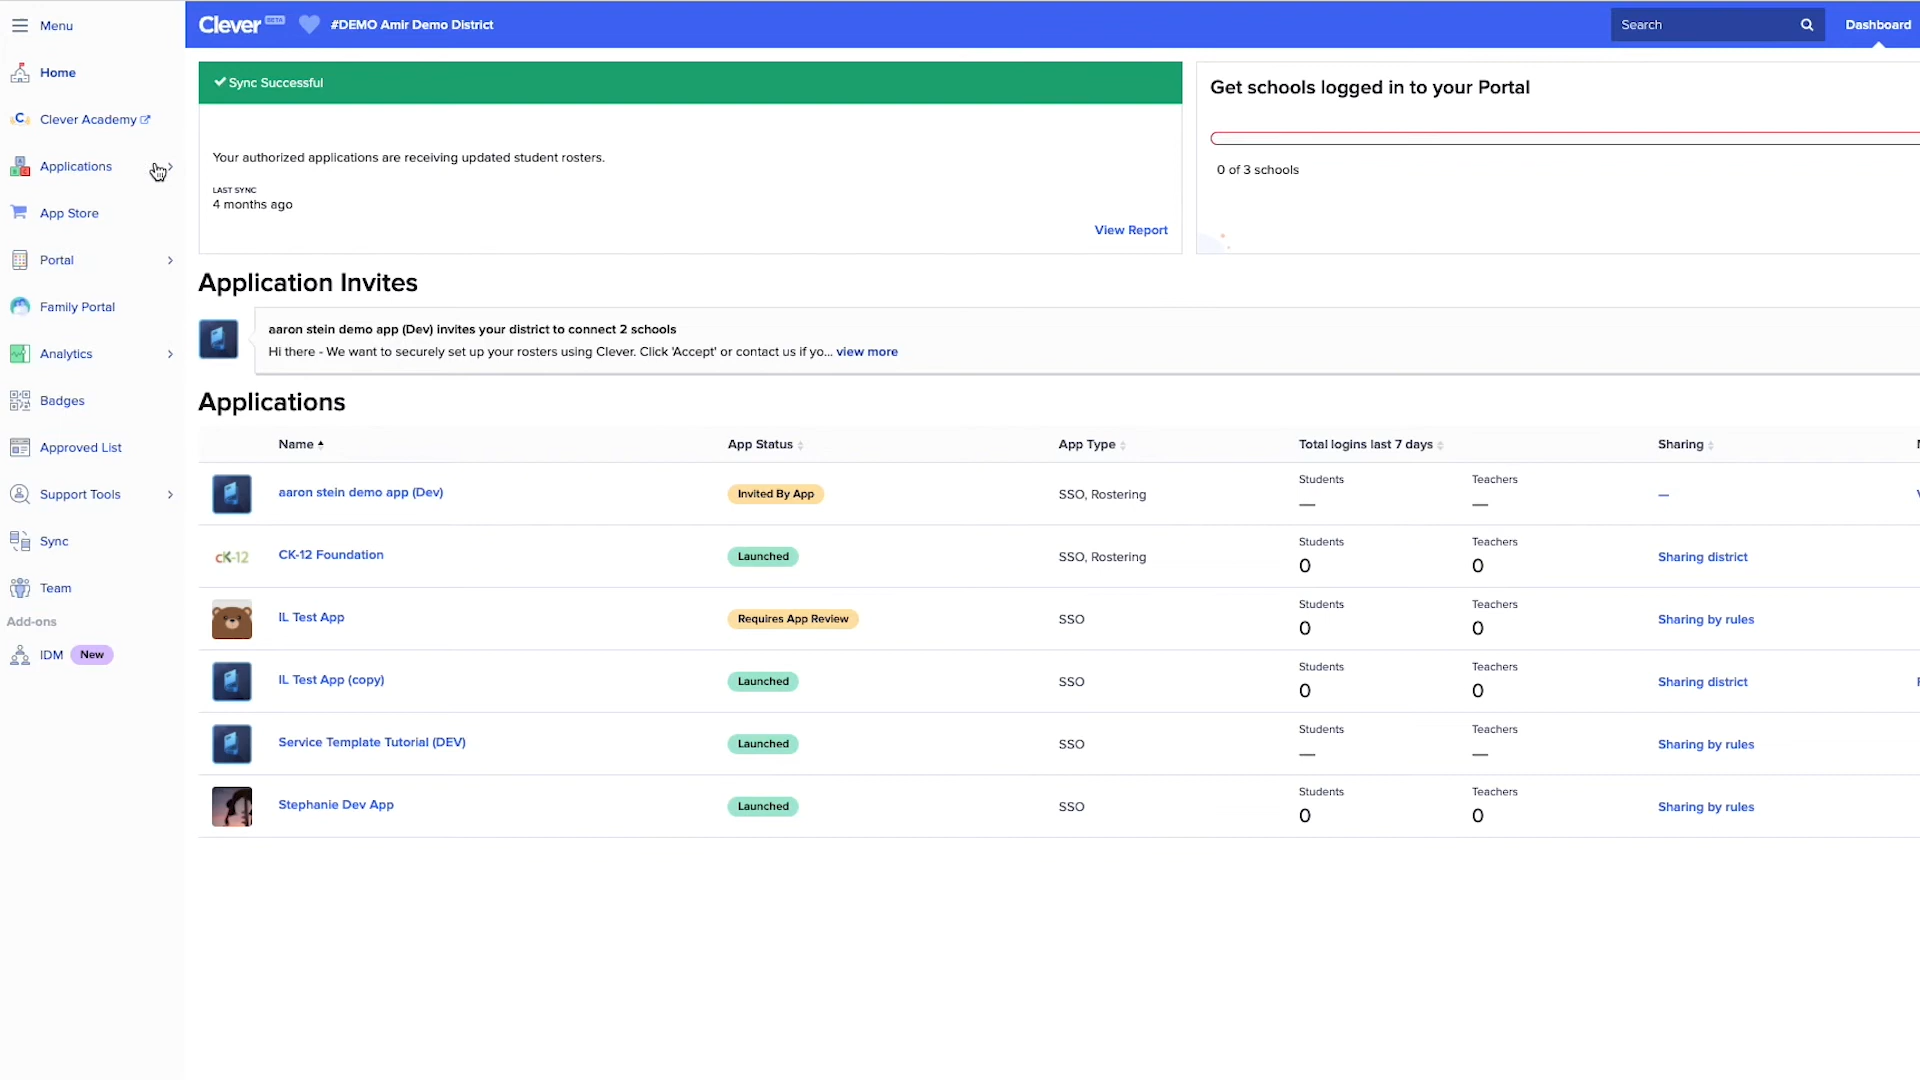 Menu
Clever BETA
#DEMO Amir Demo District
Search
Dashboard
Home
Clever Academy
Applications
App Store
Portal
Family Portal
Analytics
Badges
Approved List
Support Tools
Sync
Team
Add-ons
IDM New
Sync Successful
Your authorized applications are receiving updated student rosters.
LAST SYNC
4 months ago
View Report
Get schools logged in to your Portal
0 of 3 schools
Application Invites
aaron stein demo app (Dev) invites your district to connect 2 schools
Hi there - We want to securely set up your rosters using Clever. Click 'Accept' or contact us if yo... view more
Applications
Name App Status App Type Total logins last 7 days Sharing
aaron stein demo app (Dev) Invited By App SSO, Rostering Students — Teachers — —
cK-12 CK-12 Foundation Launched SSO, Rostering Students 0 Teachers 0 Sharing district
IL Test App Requires App Review SSO Students 0 Teachers 0 Sharing by rules
IL Test App (copy) Launched SSO Students 0 Teachers 0 Sharing district
Service Template Tutorial (DEV) Launched SSO Students — Teachers — Sharing by rules
Stephanie Dev App Launched SSO Students 0 Teachers 0 Sharing by rules